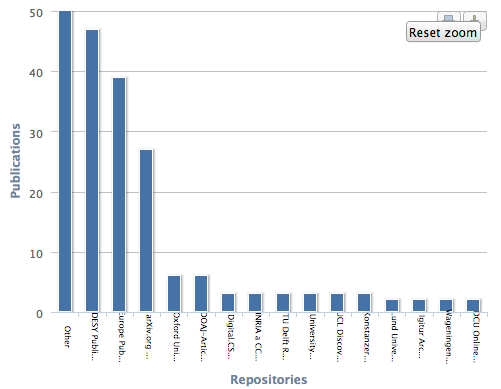 Reset zoom
Publications
50
40
30
20
10
0
Other
DESY Publi...
Europe Pub...
arXiv.org ...
Oxford Uni...
DOAJ-Artic...
Digital.CS...
INRIA a CC...
TU Delft R...
University...
UCL Discov...
Konstanzer...
Lund Unive...
Igitur Arc...
Wageningen...
DCU Online...
Repositories